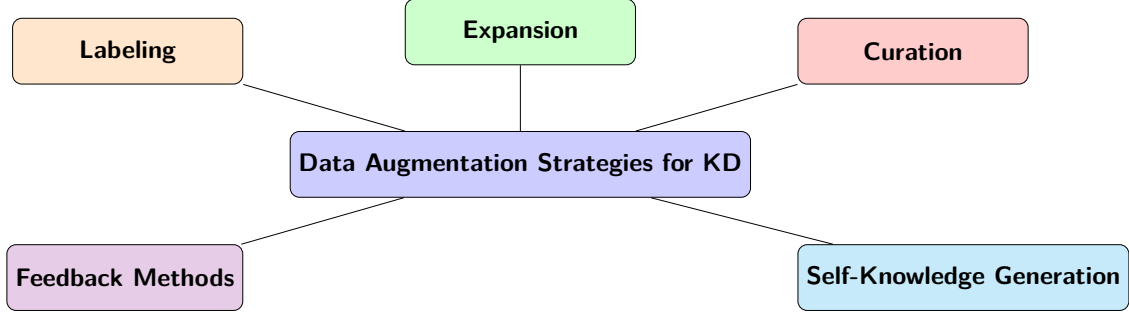 Labeling
Expansion
Curation
Data Augmentation Strategies for KD
Feedback Methods
Self-Knowledge Generation